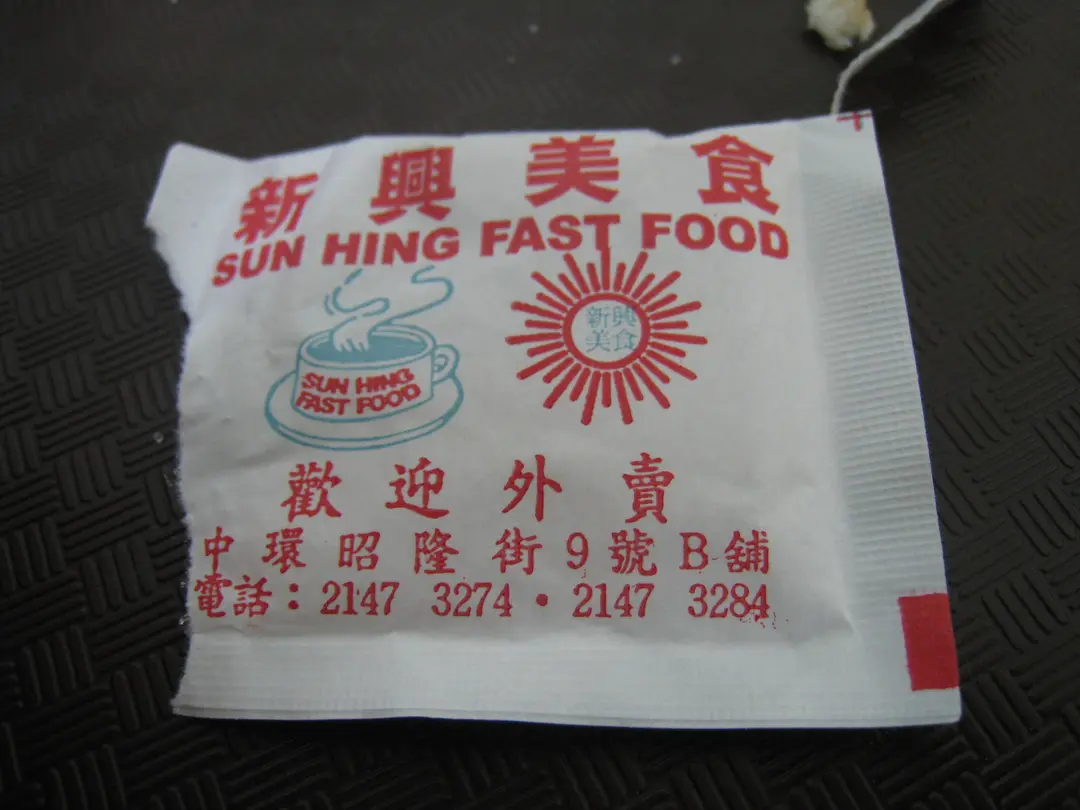 新興美食
SUN HING FAST FOOD
SUN HING
FAST FOOD
新興
美食
歡迎外賣
中環昭隆街9號B舖
電話：2147 3274・2147 3284